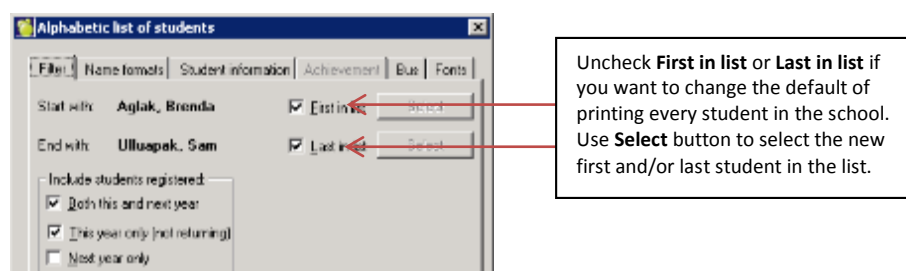 Alphabetic list of students
Filter Name formats Student information Achievement Bus Fonts
Start with: Aglak, Brenda First in list Select
End with: Ulluapak, Sam Last in list Select
Include students registered:
Both this and next year
This year only (not returning)
Next year only
Uncheck First in list or Last in list if
you want to change the default of
printing every student in the school.
Use Select button to select the new
first and/or last student in the list.